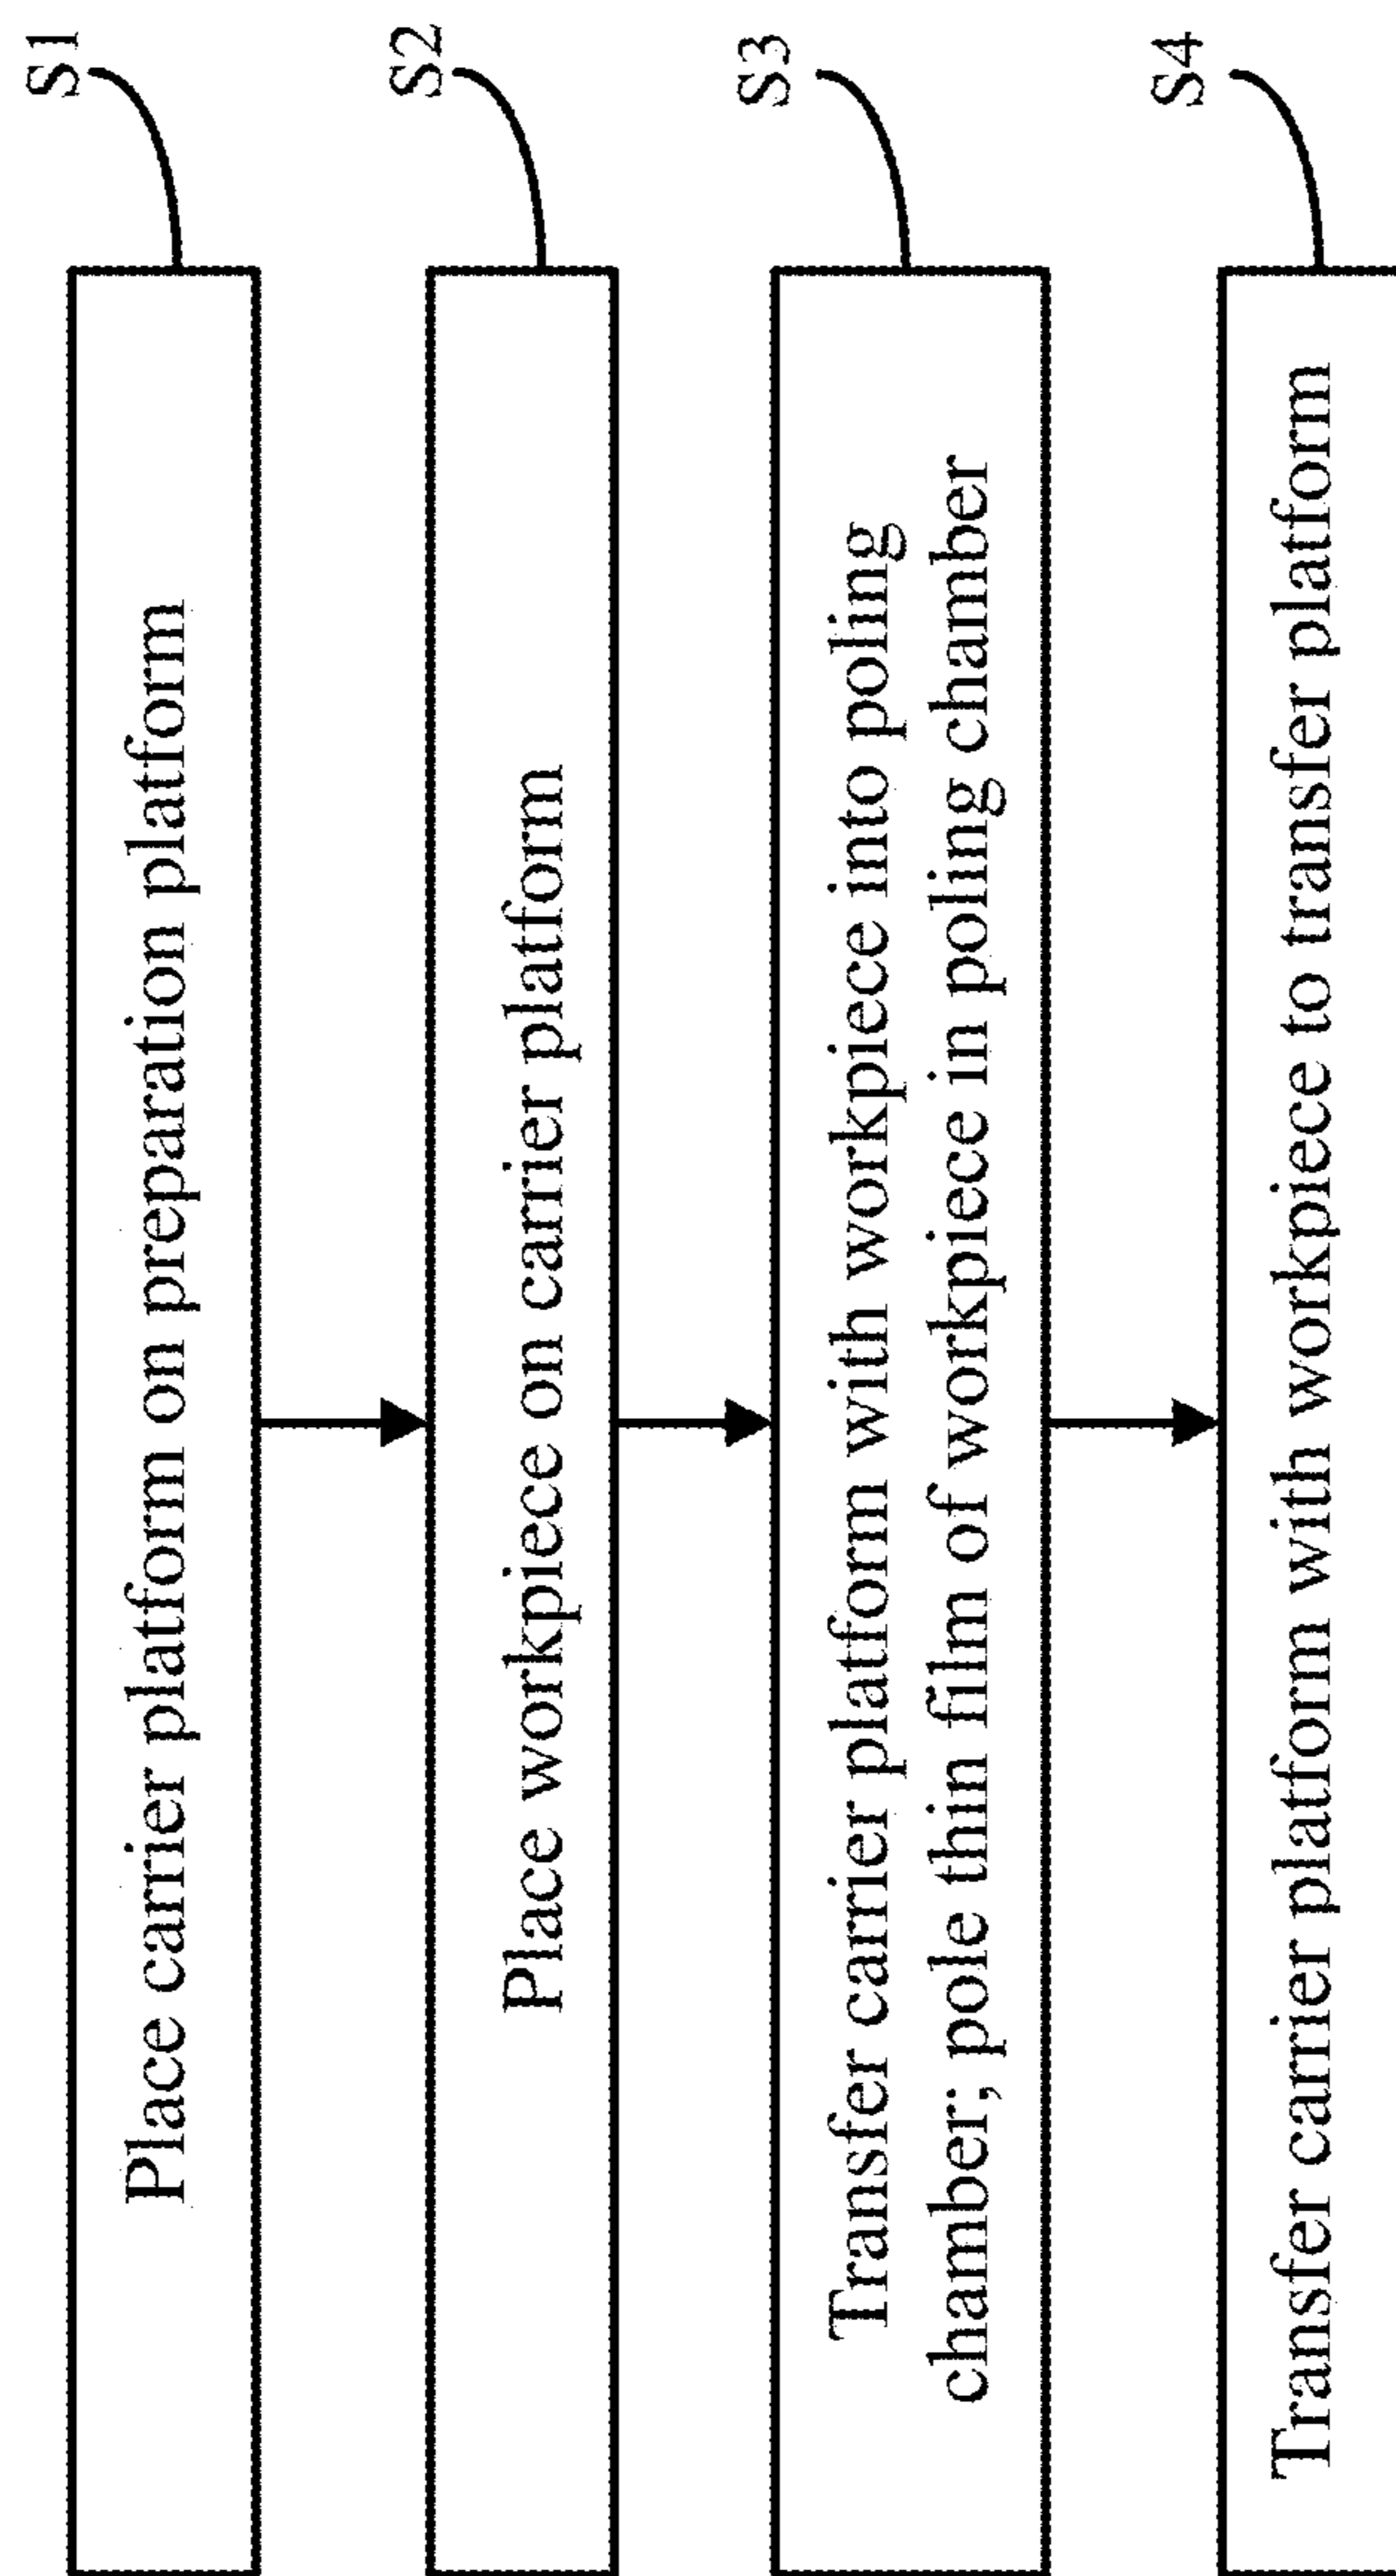 S1
Place carrier platform on preparation platform
S2
Place workpiece on carrier platform
S3
Transfer carrier platform with workpiece into poling
chamber; pole thin film of workpiece in poling chamber
S4
Transfer carrier platform with workpiece to transfer platform